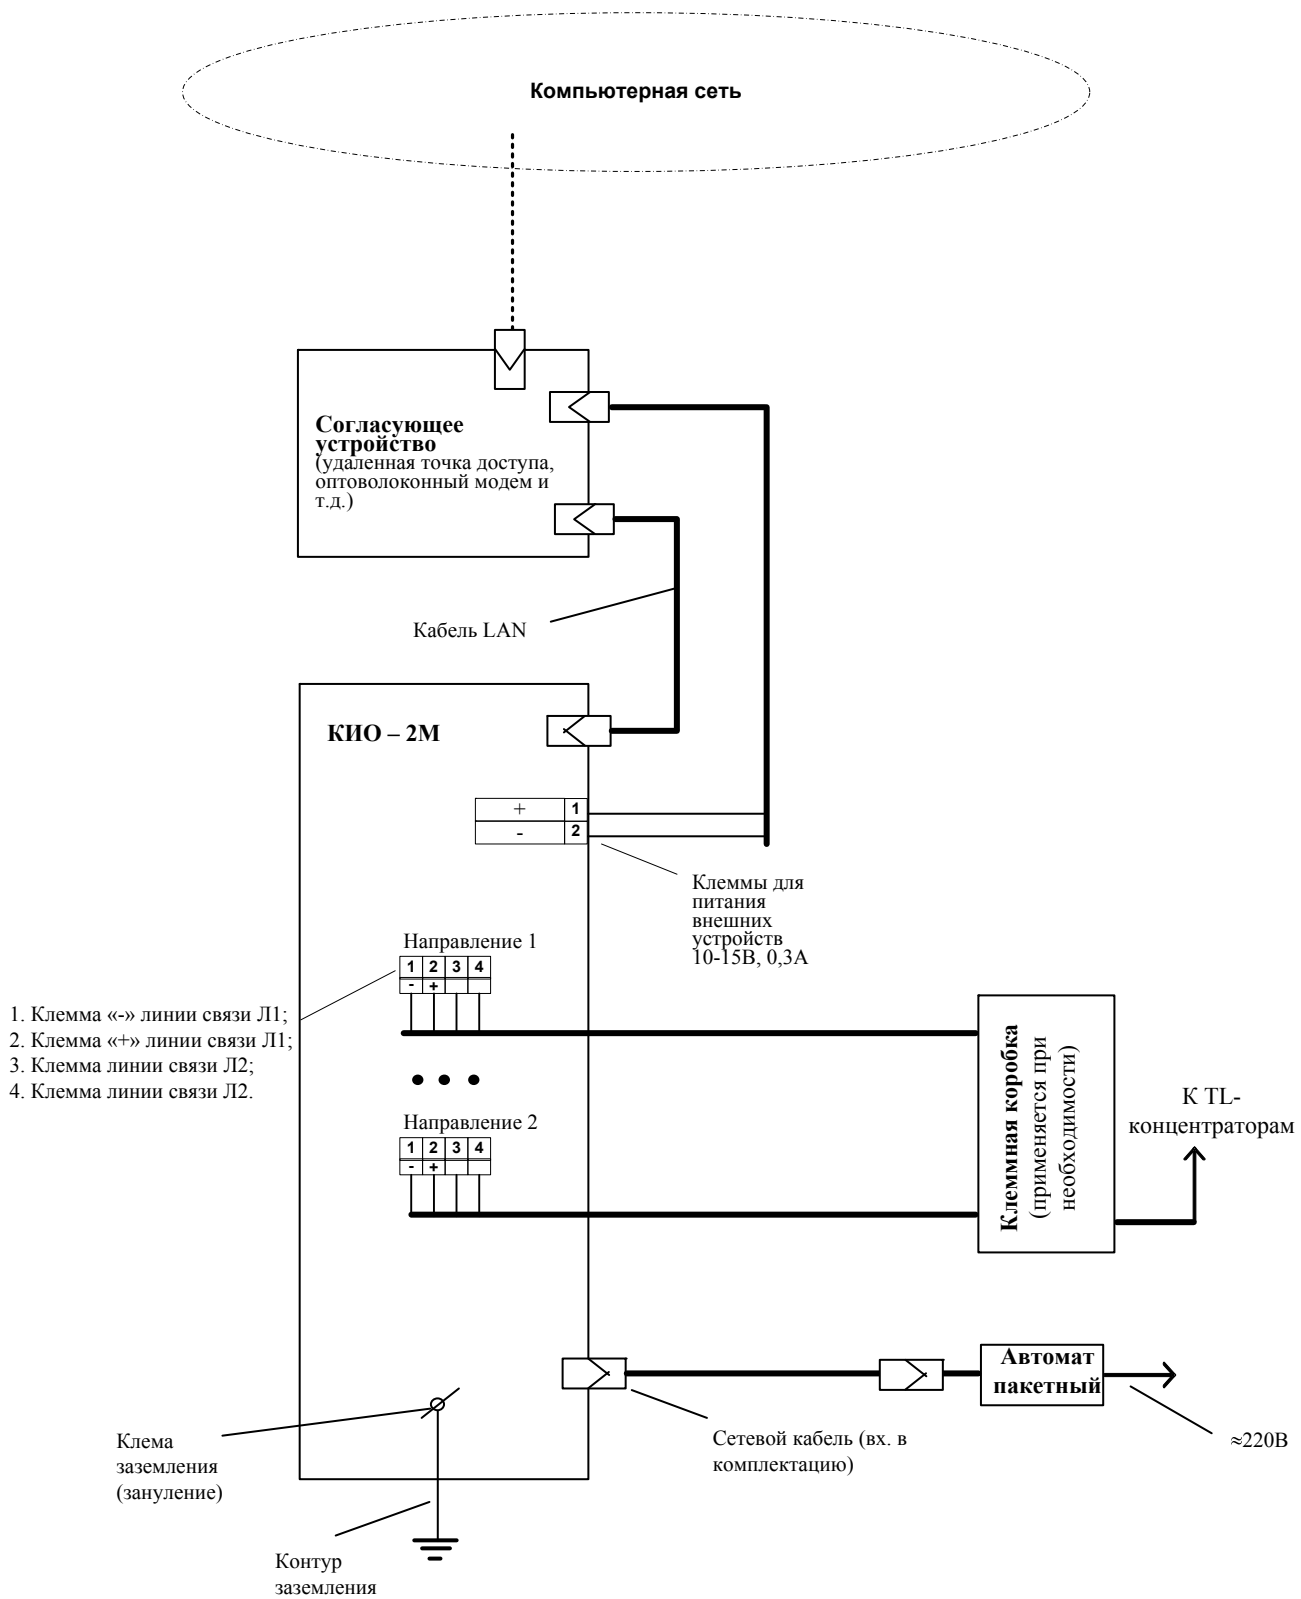 Компьютерная сеть
Согласующее
устройство
(удаленная точка доступа,
оптоволоконный модем и
т.д.)
Кабель LAN
КИО – 2М
+ 1
- 2
Клеммы для
питания
внешних
устройств
10-15В, 0,3А
Направление 1
1 2 3 4
- +
1. Клемма «-» линии связи Л1;
2. Клемма «+» линии связи Л1;
3. Клемма линии связи Л2;
4. Клемма линии связи Л2.
Направление 2
1 2 3 4
- +
Клеммная коробка
(применяется при
необходимости)
К TL-
концентраторам
Автомат
пакетный
≈220В
Сетевой кабель (вх. в
комплектацию)
Клема
заземления
(зануление)
Контур
заземления